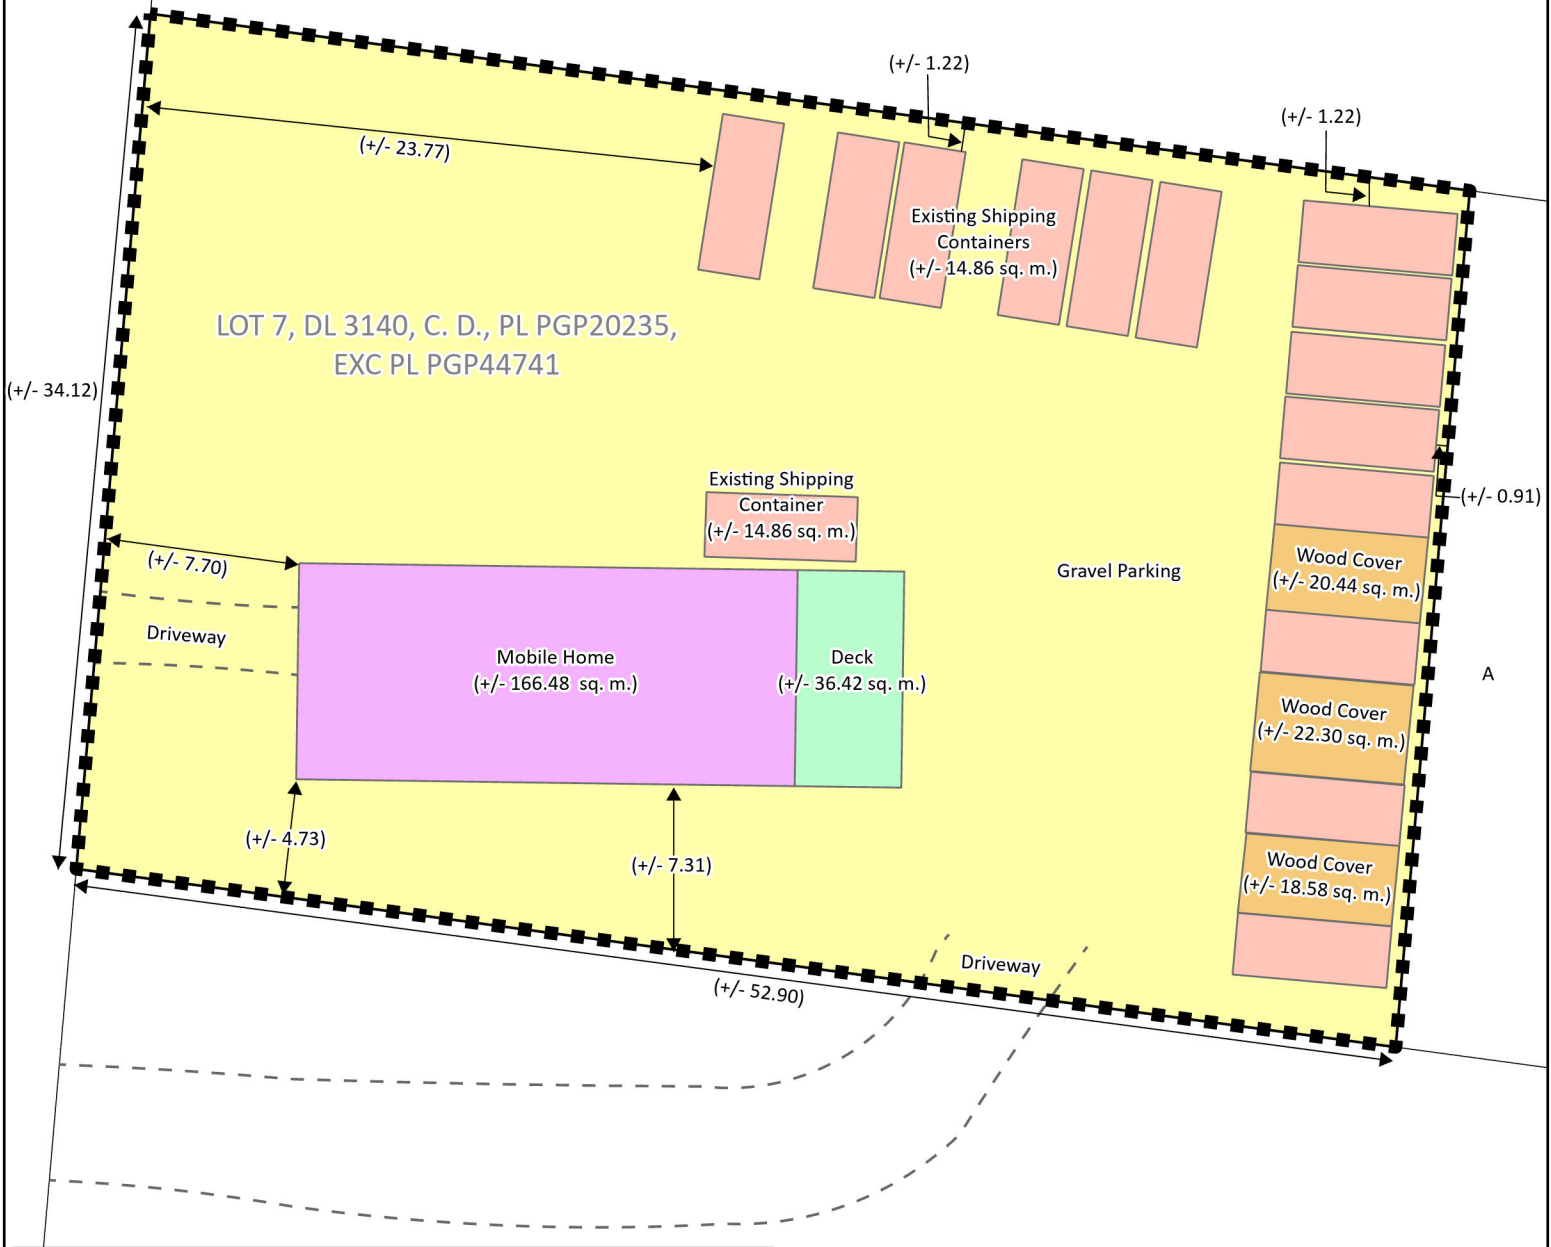 (+/- 1.22)
(+/- 1.22)
(+/- 23.77)
Existing Shipping
Containers
(+/- 14.86 sq. m.)
LOT 7, DL 3140, C. D., PL PGP20235,
EXC PL PGP44741
(+/- 34.12)
Existing Shipping
Container
(+/- 14.86 sq. m.)
(+/- 0.91)
(+/- 7.70)
Gravel Parking
Wood Cover
(+/- 20.44 sq. m.)
Driveway
Mobile Home
(+/- 166.48 sq. m.)
Deck
(+/- 36.42 sq. m.)
A
Wood Cover
(+/- 22.30 sq. m.)
(+/- 4.73)
(+/- 7.31)
Wood Cover
(+/- 18.58 sq. m.)
Driveway
(+/- 52.90)